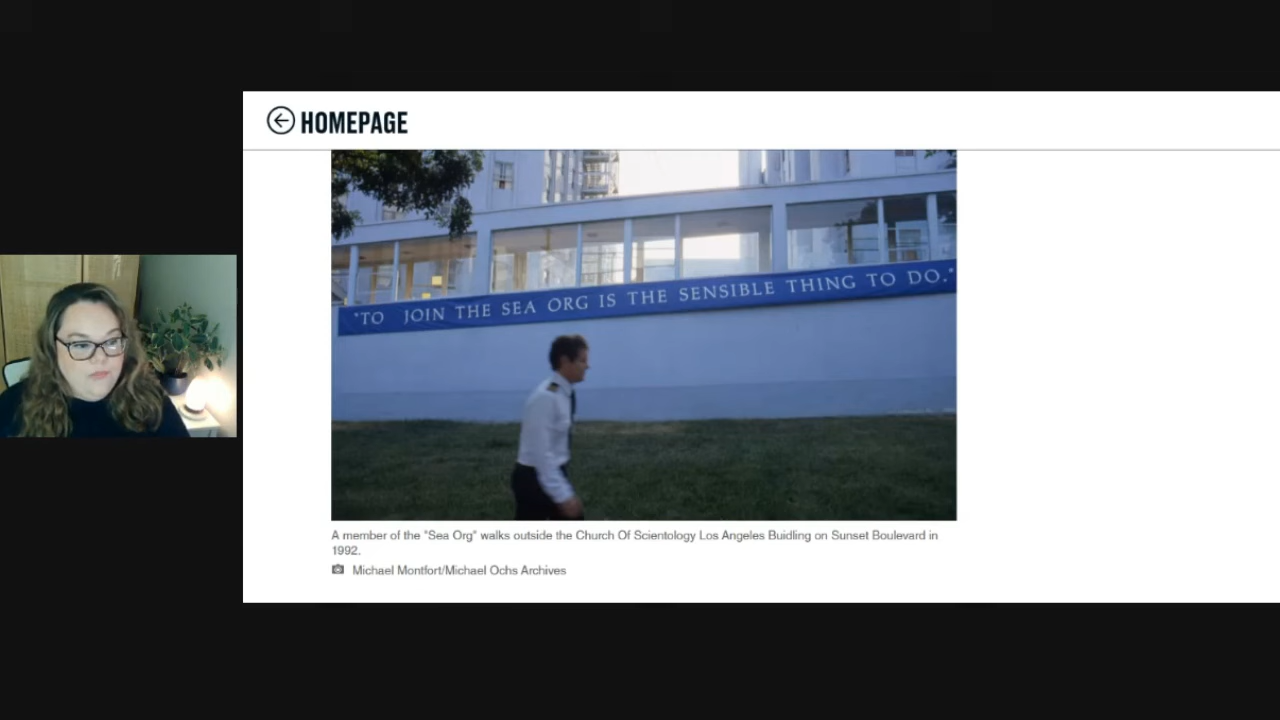 HOMEPAGE
"TO JOIN THE SEA ORG IS THE SENSIBLE THING TO DO."
A member of the "Sea Org" walks outside the Church Of Scientology Los Angeles Buidling on Sunset Boulevard in
1992.
Michael Montfort/Michael Ochs Archives